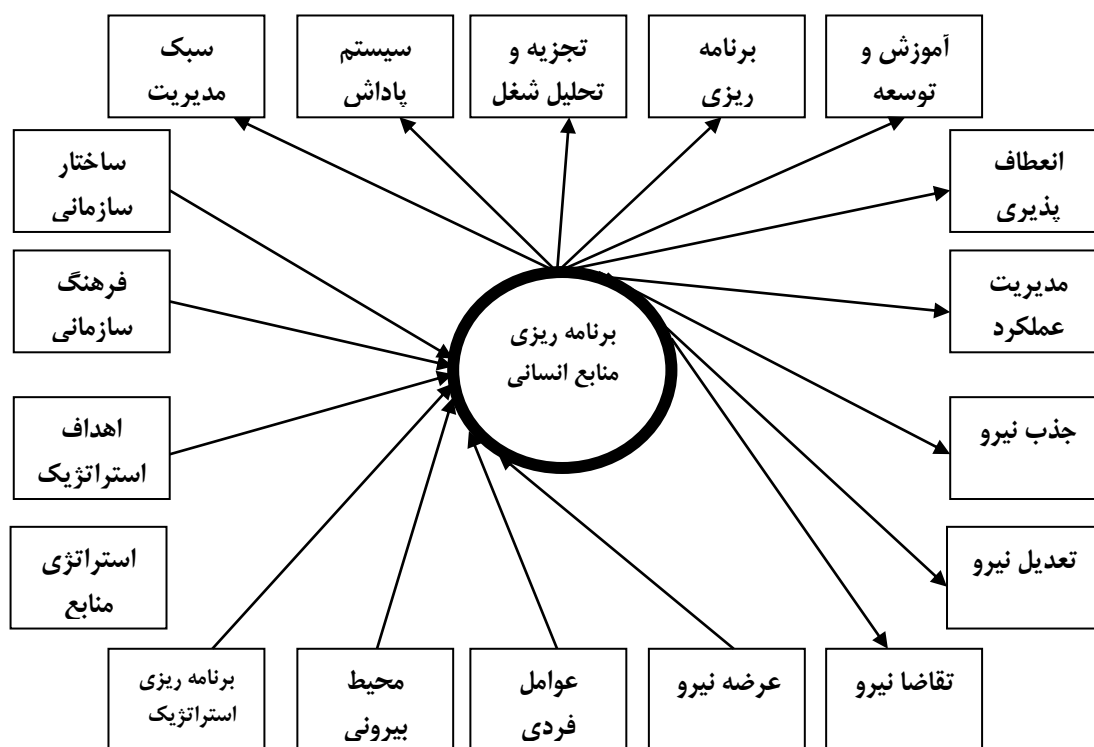 آموزش و
توسعه
برنامه
ریزی
تجزیه و
تحلیل شغل
سیستم
پاداش
سبک
مدیریت
انعطاف
پذیری
ساختار
سازمانی
مدیریت
عملکرد
فرهنگ
سازمانی
برنامه ریزی
منابع انسانی
جذب نیرو
اهداف
استراتژیک
تعدیل نیرو
استراتژی
منابع
تقاضا نیرو
عرضه نیرو
عوامل
فردی
محیط
بیرونی
برنامه ریزی
استراتژیک